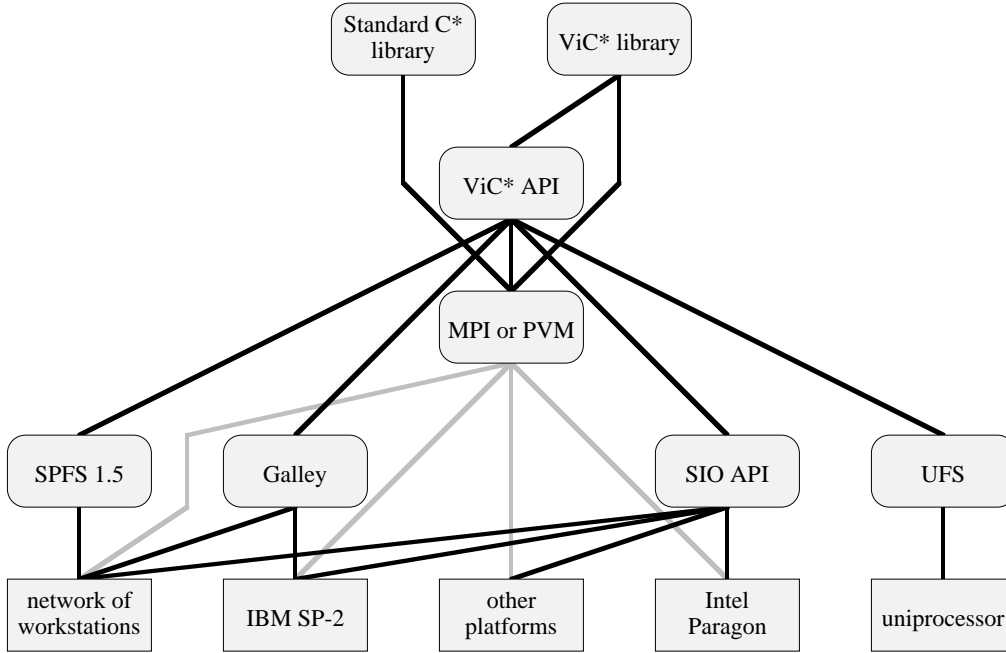 Standard C*
library
ViC* library
ViC* API
MPI or PVM
SPFS 1.5
Galley
SIO API
UFS
network of
workstations
IBM SP-2
other
platforms
Intel
Paragon
uniprocessor